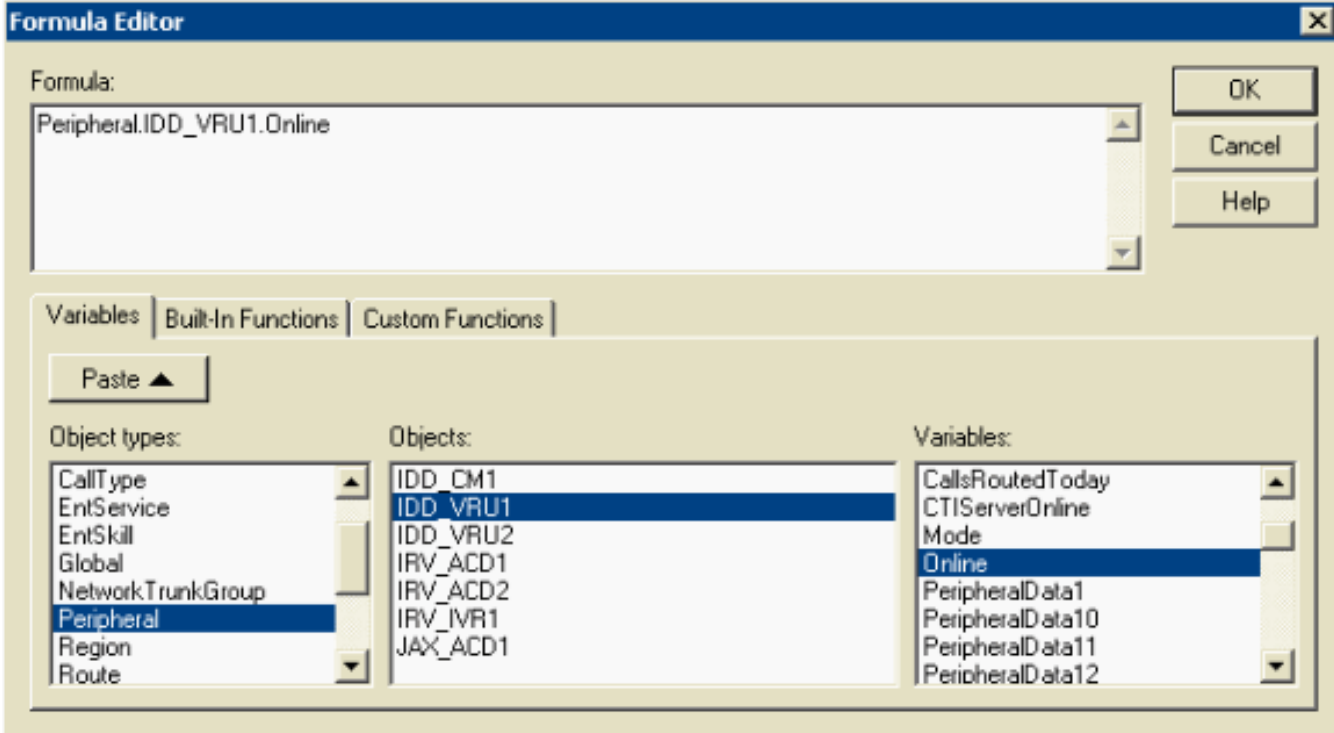 Formula Editor
Formula:
OK
Peripheral.IDD_VRU1.Online
Cancel
Help
Variables
Built-In Functions
Custom Functions
Paste
Object types:
Objects:
Variables:
CallType
EntService
EntSkill
Global
NetworkTrunkGroup
Peripheral
Region
Route
IDD_CM1
IDD_VRU1
IDD_VRU2
IRV_ACD1
IRV_ACD2
IRV_IVR1
JAX_ACD1
CallsRoutedToday
CTIServerOnline
Mode
Online
PeripheralData1
PeripheralData10
PeripheralData11
PeripheralData12